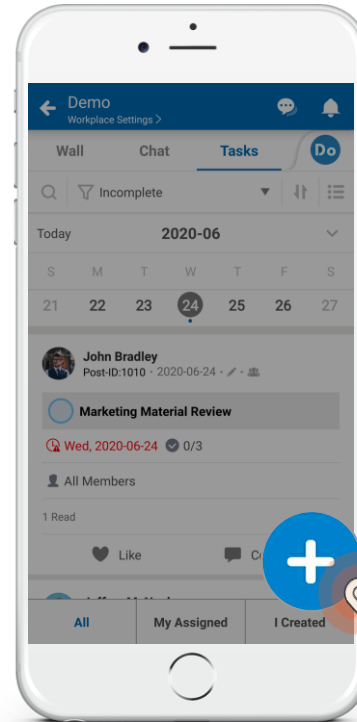 Demo
Workplace Settings >
Wall Chat Tasks Do
Incomplete
Today 2020-06
S M T W T F S
21 22 23 24 25 26 27
John Bradley
Post-ID:1010 · 2020-06-24
Marketing Material Review
Wed, 2020-06-24 0/3
All Members
1 Read
Like
All My Assigned I Created